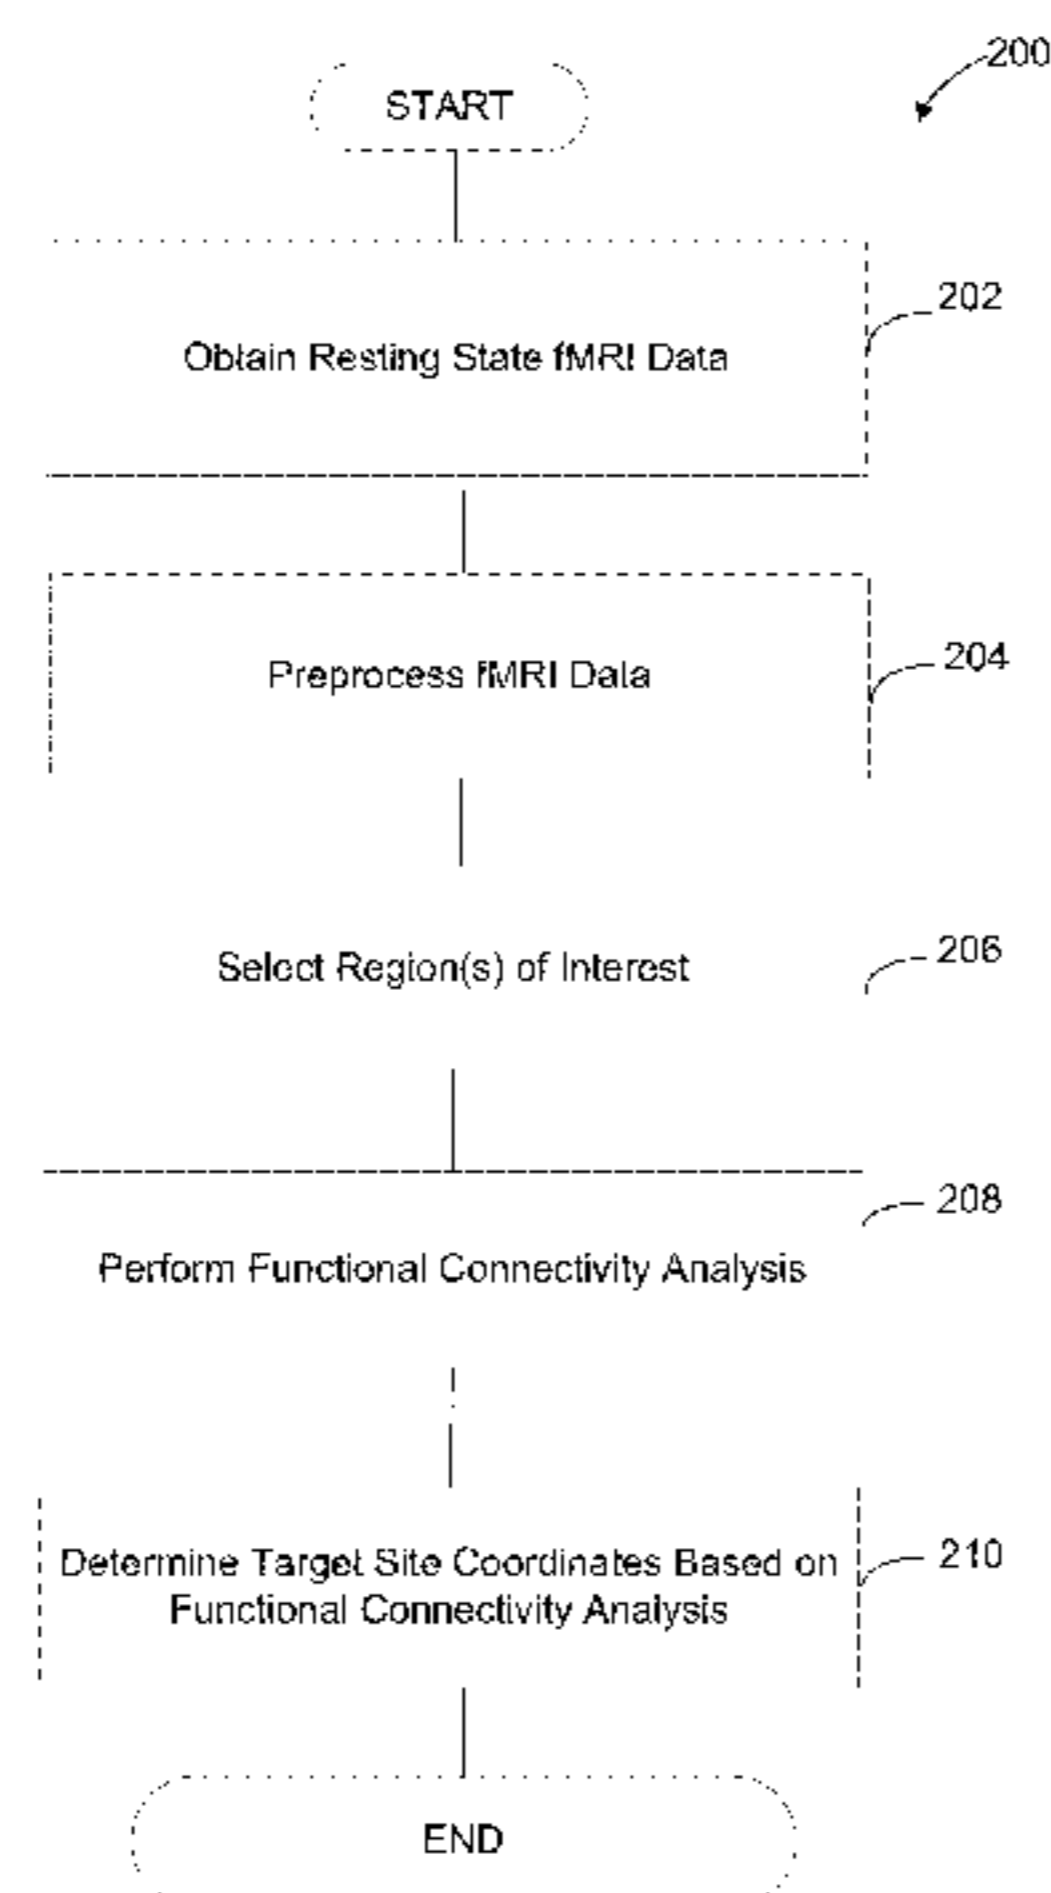 200
START
202
Obtain Resting State fMRI Data
204
Preprocess fMRI Data
206
Select Region(s) of Interest
208
Perform Functional Connectivity Analysis
210
Determine Target Site Coordinates Based on
Functional Connectivity Analysis
END